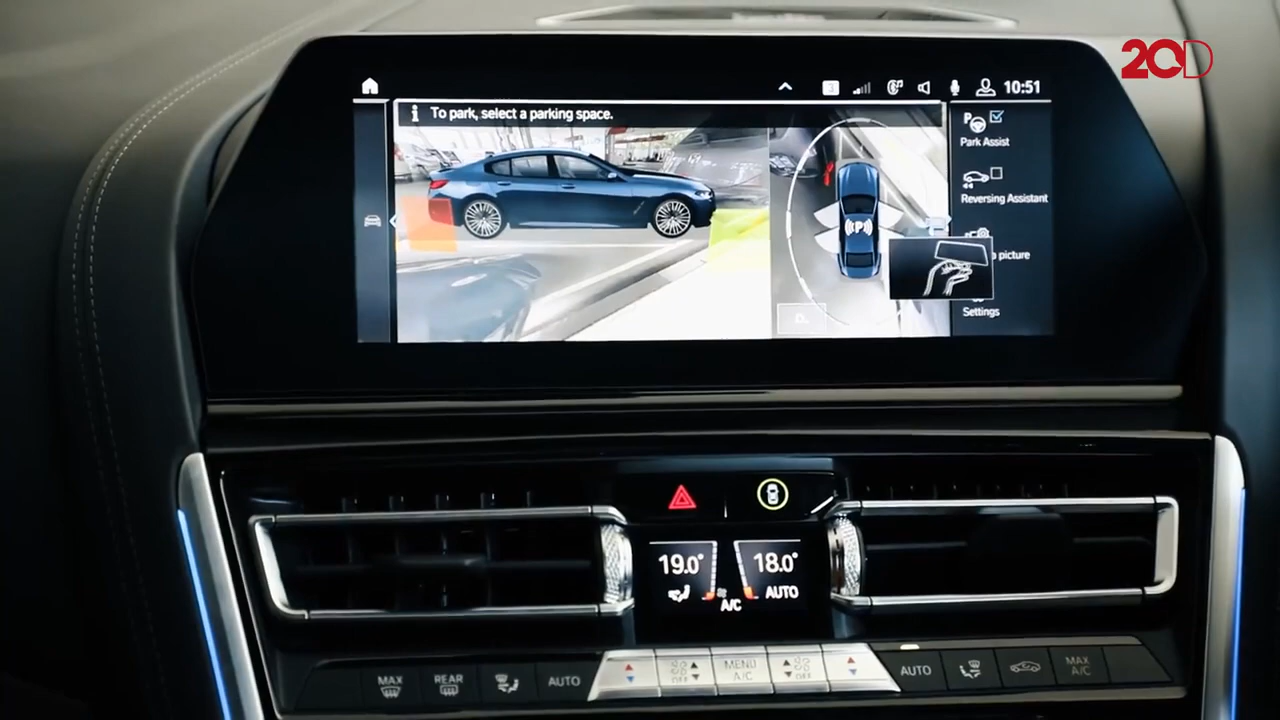 20D
3
10:51
To park, select a parking space.
P
Park Assist
Reversing Assistant
(P)
picture
D
Settings
19.0°
18.0°
A/C
AUTO
MAX
REAR
AUTO
OFF
MENU
A/C
OFF
AUTO
MAX
A/C